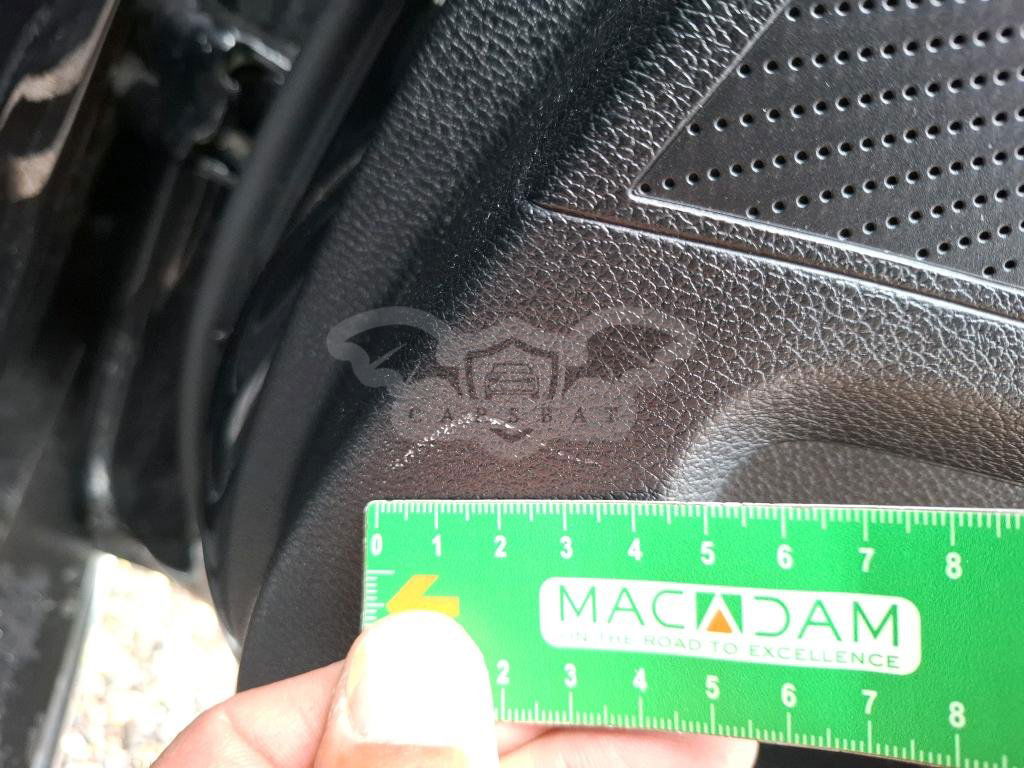 CARSBAT
0 1 2 3 4 5 6 7 8
MACADAM
ON THE ROAD TO EXCELLENCE
2 3 4 5 6 7 8